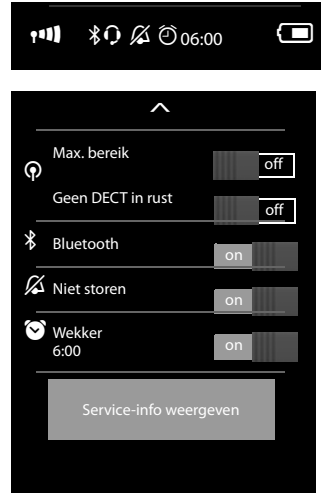 06:00
Max. bereik
off
Geen DECT in rust
off
Bluetooth
on
Niet storen
on
Wekker
on
6:00
Service-info weergeven